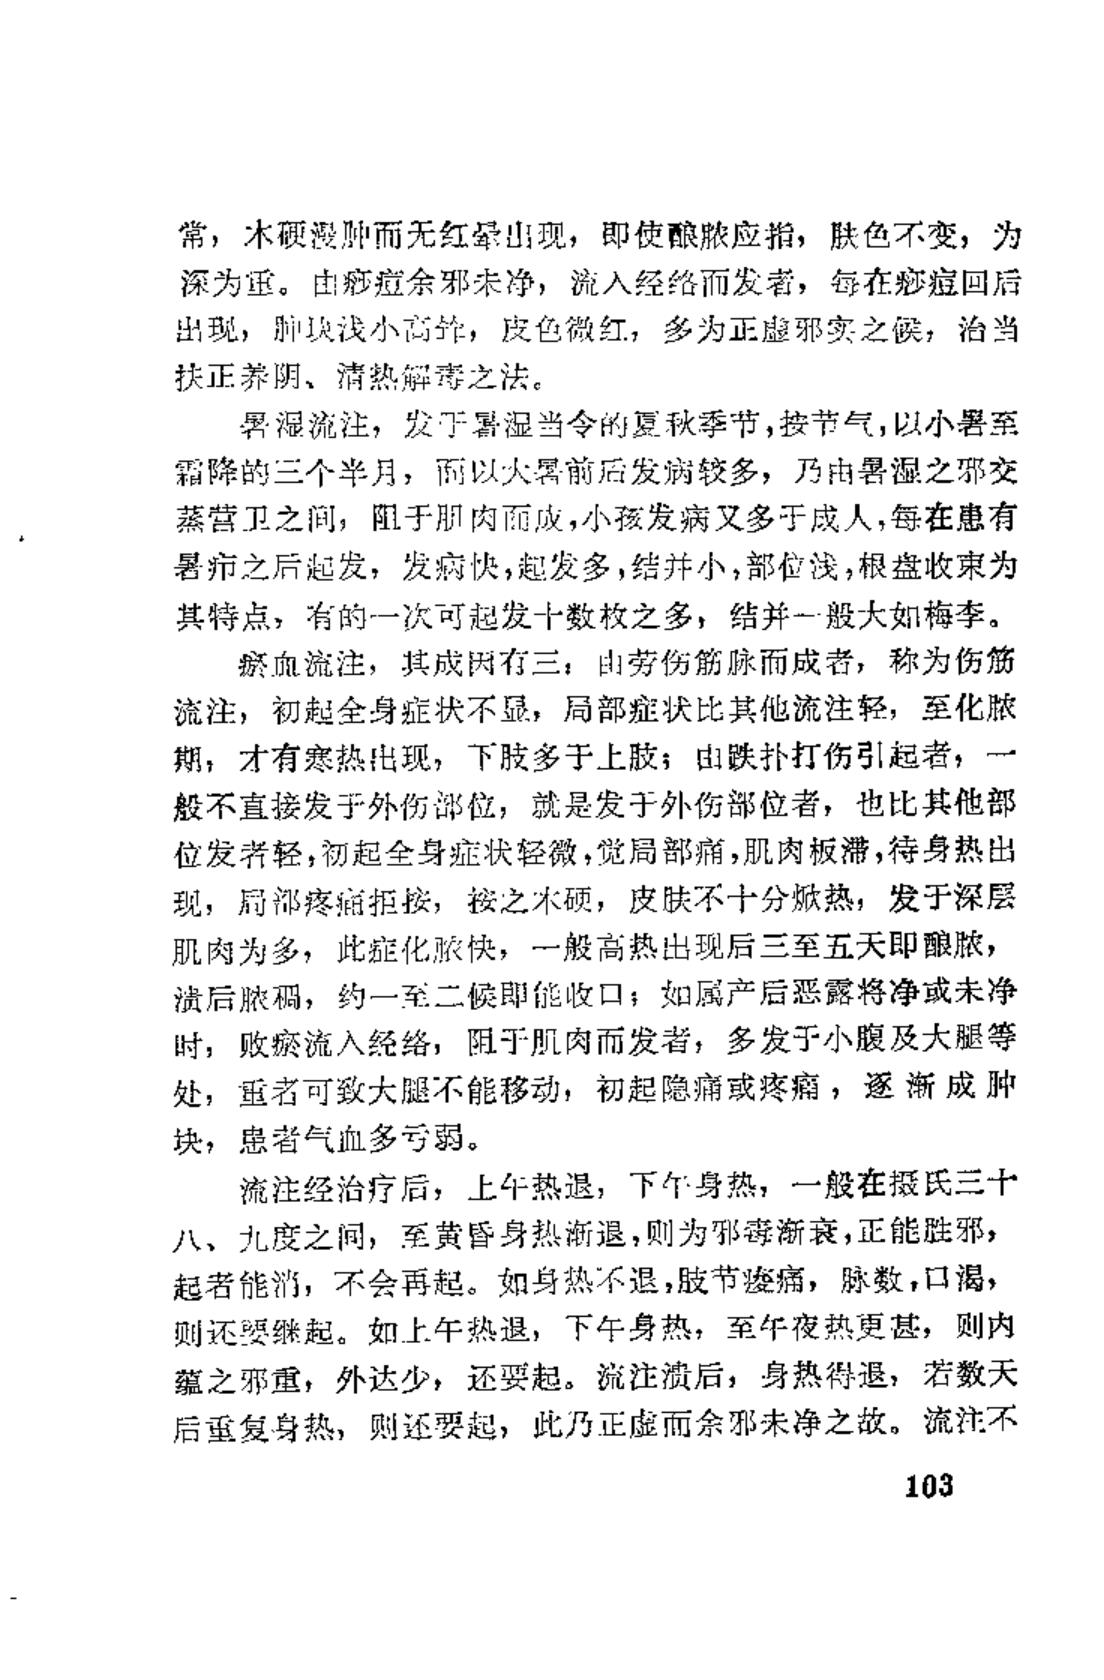 常，木硬漫肿而无红晕出现，即使酿脓应指，肤色不变，为
深为重。由痧痘余邪未净，流入经络而发者，每在痧痘回后
出现，肿块浅小高耸，皮色微红，多为正虚邪实之候，治当
扶正养阴、清热解毒之法。
暑湿流注，发于暑湿当令的夏秋季节，按节气，以小暑至
霜降的三个半月，而以大暑前后发病较多，乃由暑湿之邪交
蒸营卫之间，阻于肌肉而成，小孩发病又多于成人，每在患有
暑疖之后起发，发病快，起发多，结并小，部位浅，根盘收束为
其特点，有的一次可起发十数枚之多，结并一般大如梅李。
瘀血流注，其成因有三：由劳伤筋脉而成者，称为伤筋
流注，初起全身症状不显，局部症状比其他流注轻，至化脓
期，才有寒热出现，下肢多于上肢；由跌扑打伤引起者，一
般不直接发于外伤部位，就是发于外伤部位者，也比其他部
位发者轻，初起全身症状轻微，觉局部痛，肌肉板滞，待身热出
现，局部疼痛拒按，按之木硬，皮肤不十分焮热，发于深层
肌肉为多，此症化脓快，一般高热出现后三至五天即酿脓，
溃后脓稠，约一至二候即能收口；如属产后恶露将净或未净
时，败瘀流入经络，阻于肌肉而发者，多发于小腹及大腿等
处，重者可致大腿不能移动，初起隐痛或疼痛，逐渐成肿
块，患者气血多亏弱。
流注经治疗后，上午热退，下午身热，一般在摄氏三十
八、九度之间，至黄昏身热渐退，则为邪毒渐衰，正能胜邪，
起者能消，不会再起。如身热不退，肢节痠痛，脉数，口渴，
则还要继起。如上午热退，下午身热，至午夜热更甚，则内
蕴之邪重，外达少，还要起。流注溃后，身热得退，若数天
后重复身热，则还要起，此乃正虚而余邪未净之故。流注不
103